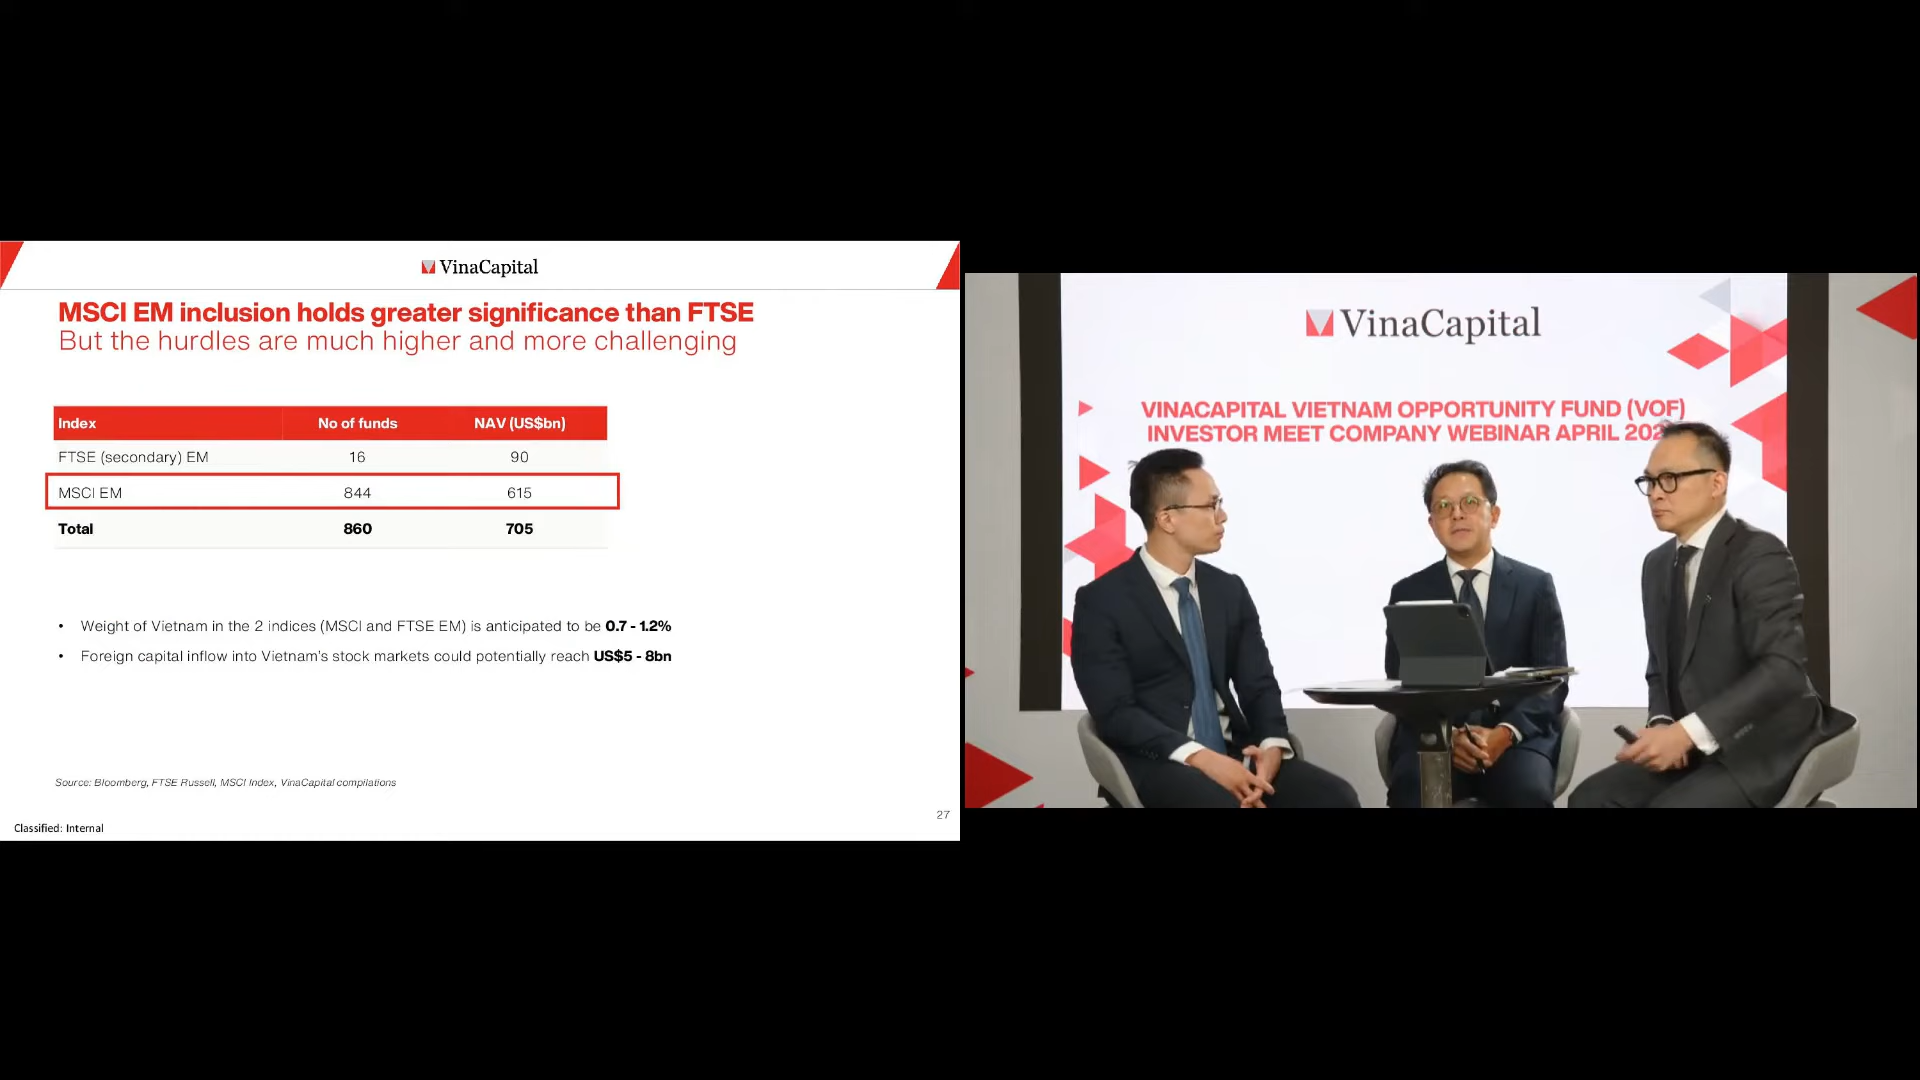 VinaCapital
MSCI EM inclusion holds greater significance than FTSE
But the hurdles are much higher and more challenging
Index No of funds NAV (US$bn)
FTSE (secondary) EM 16 90
MSCI EM 844 615
Total 860 705
• Weight of Vietnam in the 2 indices (MSCI and FTSE EM) is anticipated to be 0.7 - 1.2%
• Foreign capital inflow into Vietnam's stock markets could potentially reach US$5 - 8bn
Source: Bloomberg, FTSE Russell, MSCI Index, VinaCapital compilations
27
Classified: Internal
VinaCapital
VINACAPITAL VIETNAM OPPORTUNITY FUND (VOF)
INVESTOR MEET COMPANY WEBINAR APRIL